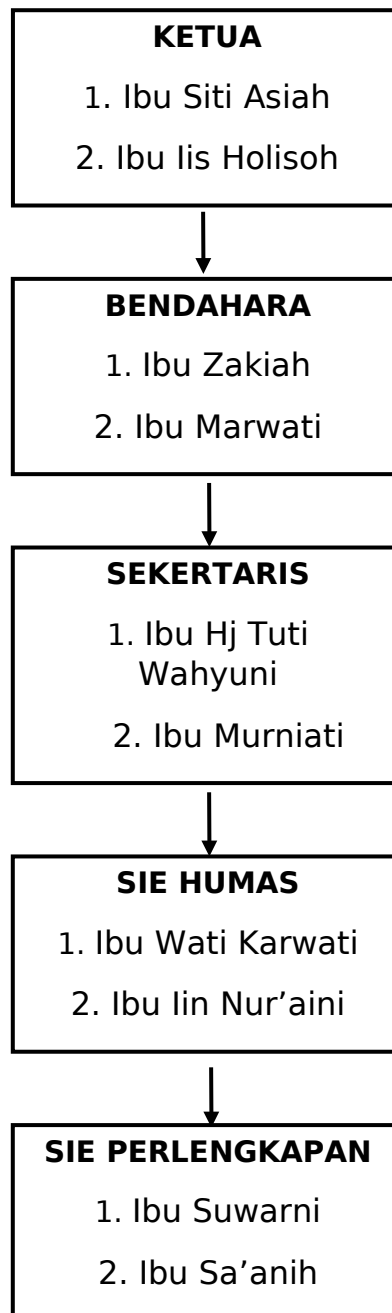 KETUA
1. Ibu Siti Asiah
2. Ibu Iis Holisoh
BENDAHARA
1. Ibu Zakiah
2. Ibu Marwati
SEKERTARIS
1. Ibu Hj Tuti
Wahyuni
2. Ibu Murniati
SIE HUMAS
1. Ibu Wati Karwati
2. Ibu Iin Nur’aini
SIE PERLENGKAPAN
1. Ibu Suwarni
2. Ibu Sa’anih